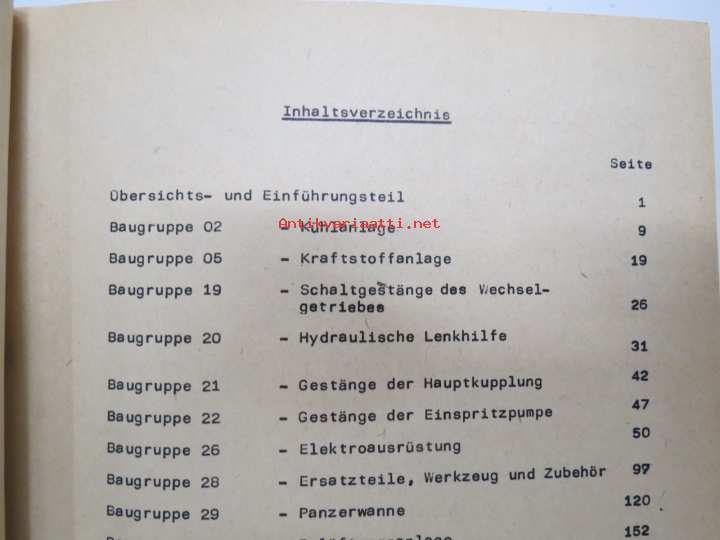 Inhaltsverzeichnis
Seite
Übersichts- und Einführungsteil 1
Antikvariaatti.net
Baugruppe 02 - Kühlanlage 9
Baugruppe 05 - Kraftstoffanlage 19
Baugruppe 19 - Schaltgestänge des Wechsel-
getriebes 26
Baugruppe 20 - Hydraulische Lenkhilfe 31
Baugruppe 21 - Gestänge der Hauptkupplung 42
Baugruppe 22 - Gestänge der Einspritzpumpe 47
Baugruppe 26 - Elektroausrüstung 50
Baugruppe 28 - Ersatzteile, Werkzeug und Zubehör 97
Baugruppe 29 - Panzerwanne 120
152